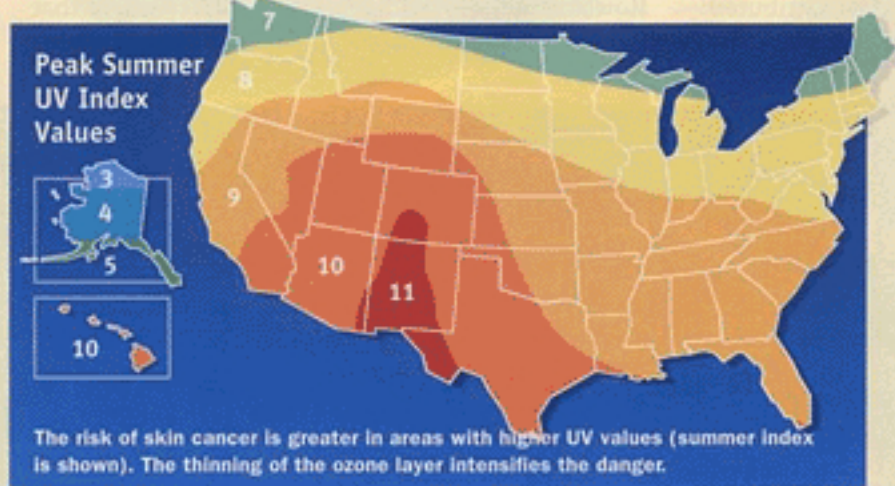 Peak Summer
UV Index
Values
7
8
9
10
11
3
4
5
10
The risk of skin cancer is greater in areas with higher UV values (summer index
is shown). The thinning of the ozone layer intensifies the danger.